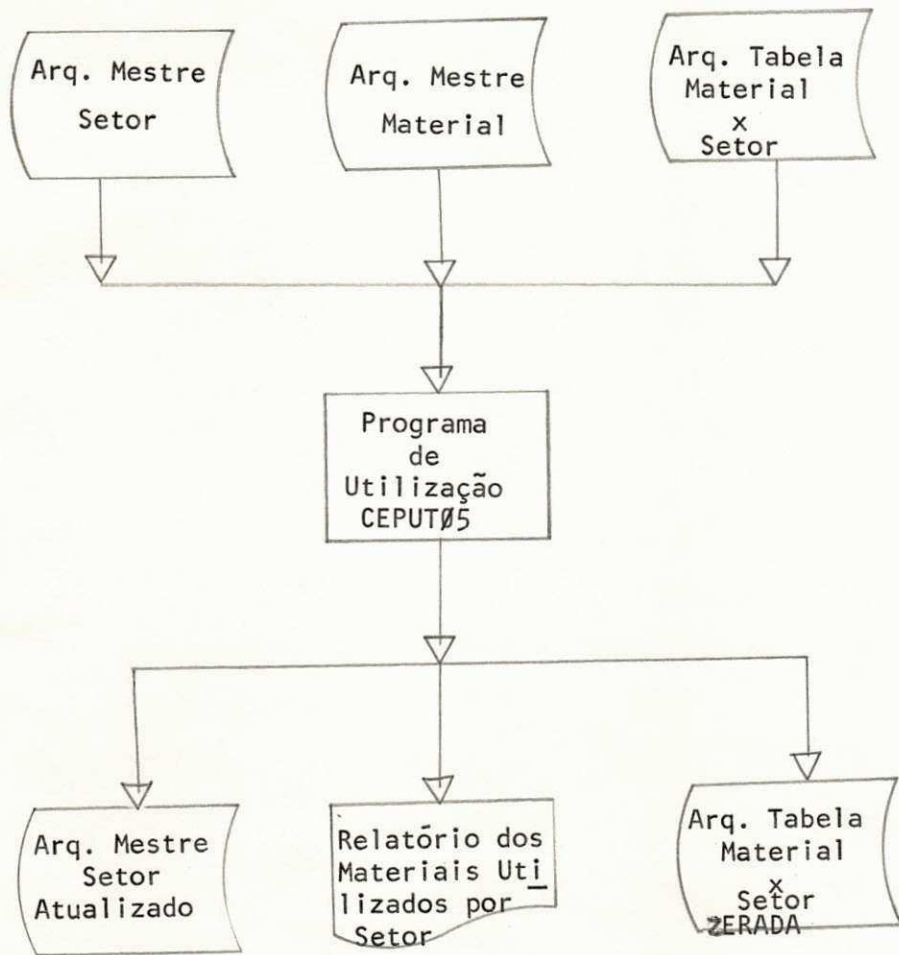 Arq. Mestre
Setor
Arq. Mestre
Material
Arq. Tabela
Material
x
Setor
Programa
de
Utilização
CEPUTØ5
Arq. Mestre
Setor
Atualizado
Relatório dos
Materiais Uti
lizados por
Setor
Arq. Tabela
Material
x
Setor
ZERADA